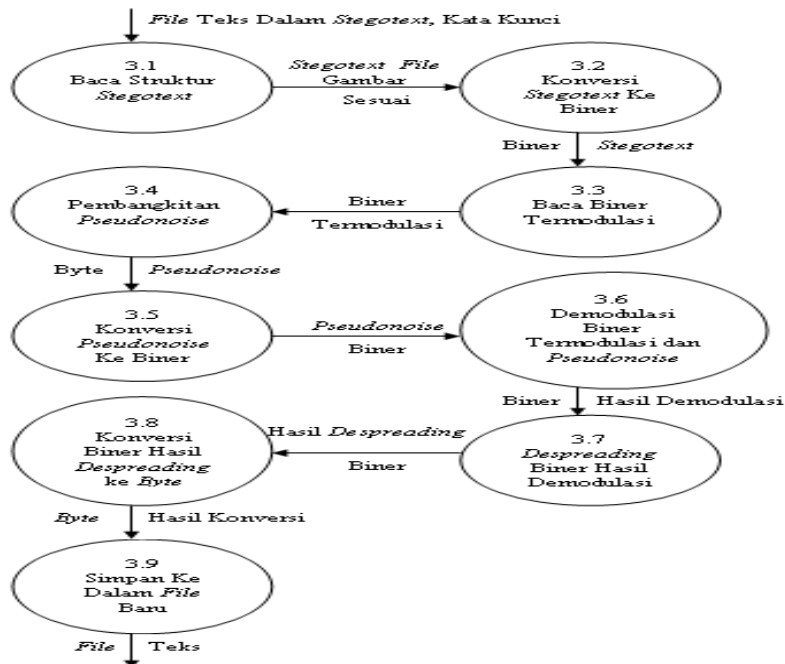 File Teks Dalam Stegotext, Kata Kunci
3.1
Baca Struktur
Stegotext
Stegotext File
Gambar
Sesuai
3.2
Konversi
Stegotext Ke
Biner
Biner Stegotext
3.3
Baca Biner
Termodulasi
Biner
Termodulasi
3.4
Pembangkitan
Pseudonoise
Byte Pseudonoise
3.5
Konversi
Pseudonoise
Ke Biner
Pseudonoise
Biner
3.6
Demodulasi
Biner
Termodulasi dan
Pseudonoise
Biner Hasil Demodulasi
3.7
Despreading
Biner Hasil
Demodulasi
Hasil Despreading
Biner
3.8
Konversi
Biner Hasil
Despreading
ke Byte
Byte Hasil Konversi
3.9
Simpan Ke
Dalam File
Baru
File Teks